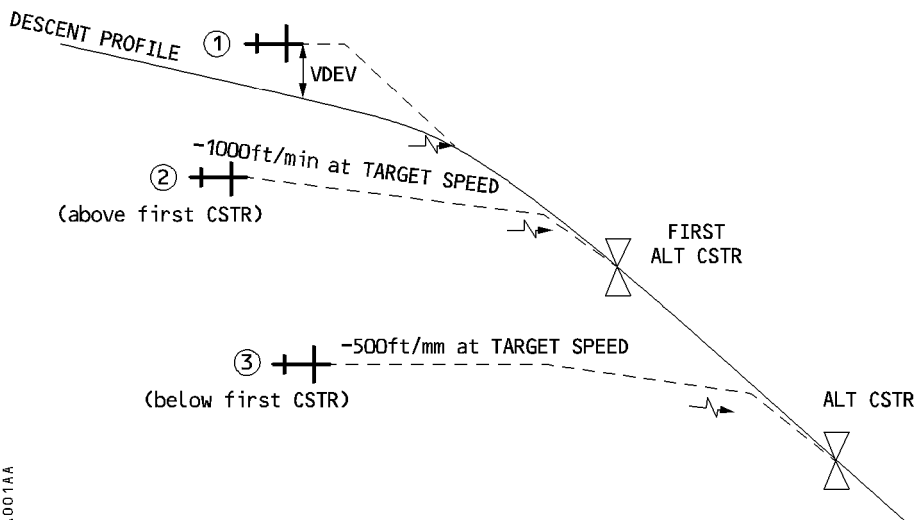 DESCENT PROFILE
1
VDEV
-1000ft/min at TARGET SPEED
2
(above first CSTR)
FIRST
ALT CSTR
-500ft/mm at TARGET SPEED
3
(below first CSTR)
ALT CSTR
001AA